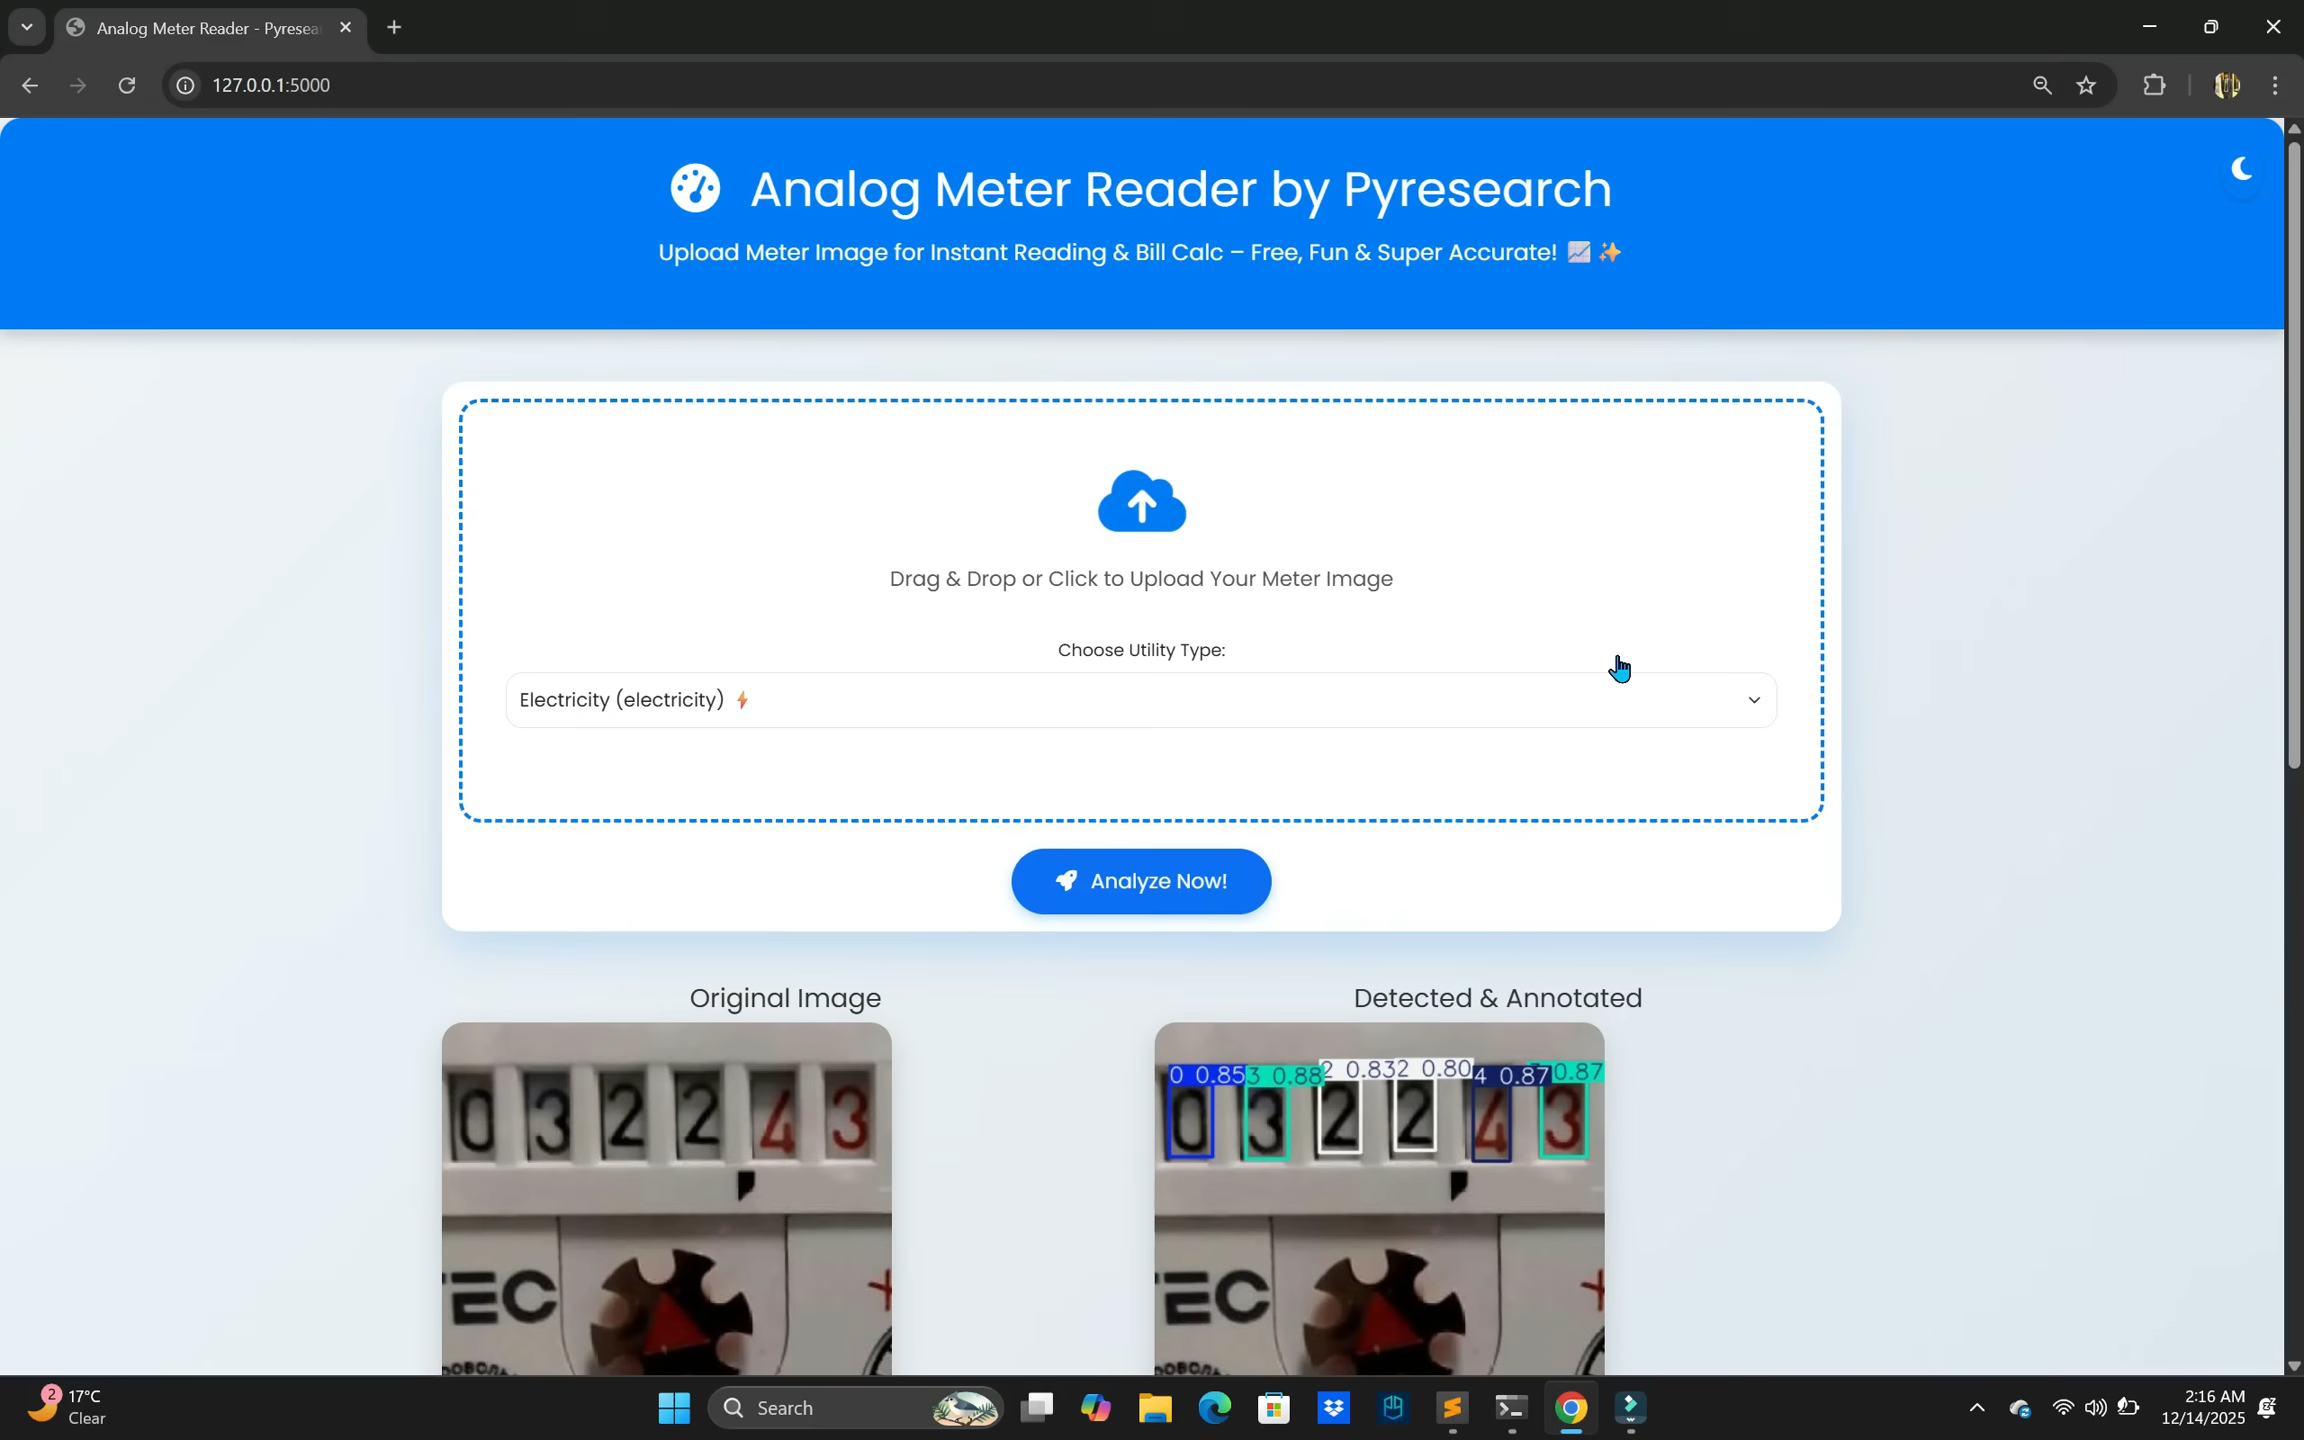 Analog Meter Reader - Pyresea
127.0.0.1:5000
Analog Meter Reader by Pyresearch
Upload Meter Image for Instant Reading & Bill Calc – Free, Fun & Super Accurate! 📈 ✨
Drag & Drop or Click to Upload Your Meter Image
Choose Utility Type:
Electricity (electricity) ⚡
Analyze Now!
Original Image
Detected & Annotated
0 3 2 2 4 3
TEC
0 0.85 3 0.88 2 0.83 2 0.80 4 0.87 0.87
0 3 2 2 4 3
TEC
2
17°C
Clear
Search
2:16 AM
12/14/2025